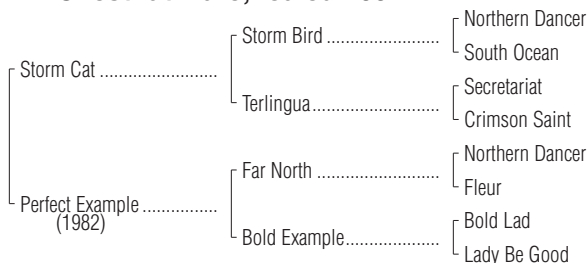 Storm Cat
Perfect Example
(1982)
Storm Bird
Terlingua
Far North
Bold Example
Northern Dancer
South Ocean
Secretariat
Crimson Saint
Northern Dancer
Fleur
Bold Lad
Lady Be Good